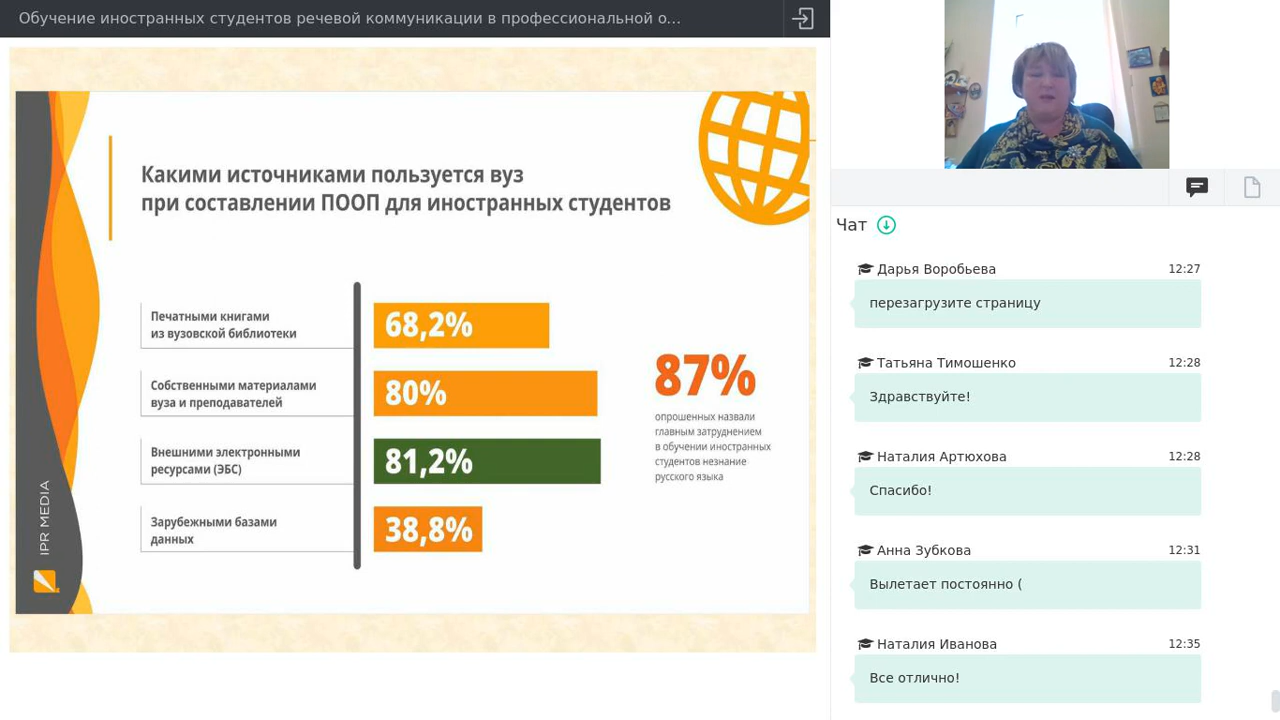 Обучение иностранных студентов речевой коммуникации в профессиональной о...
Какими источниками пользуется вуз
при составлении ПООП для иностранных студентов
Печатными книгами
из вузовской библиотеки
68,2%
Собственными материалами
вуза и преподавателей
80%
Внешними электронными
ресурсами (ЭБС)
81,2%
Зарубежными базами
данных
38,8%
87%
опрошенных назвали
главным затруднением
в обучении иностранных
студентов незнание
русского языка
IPR MEDIA
Чат
Дарья Воробьева 12:27
перезагрузите страницу
Татьяна Тимошенко 12:28
Здравствуйте!
Наталия Артюхова 12:28
Спасибо!
Анна Зубкова 12:31
Вылетает постоянно (
Наталия Иванова 12:35
Все отлично!